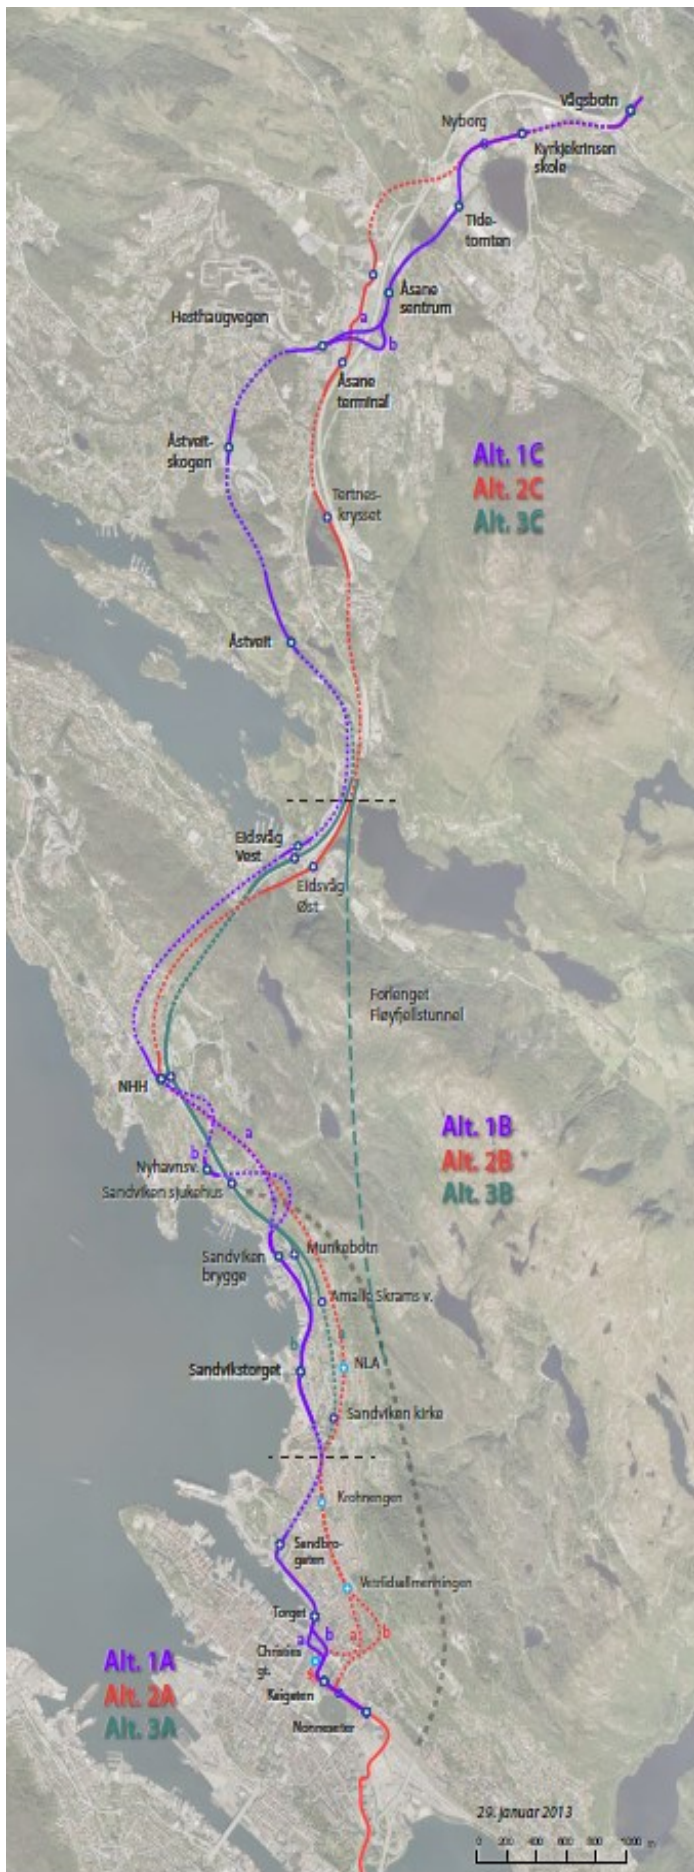 Vågsbotn
Nyborg
Kyrkjekrinsen
skole
Tide-
tomten
Åsane
sentrum
Hesthaugvegen
a
b
Åsane
terminal
Åstveit-
skogen
Alt. 1C
Alt. 2C
Alt. 3C
Tertnes-
krysset
Åstveit
Eidsvåg
Vest
Eidsvåg
Øst
Forlenget
Fløyfjellstunnel
NHH
Alt. 1B
Alt. 2B
Alt. 3B
a
b
Nyhavnsv.
Sandviken sjukehus
Munkebotn
Sandviken
brygge
Amalie Skrams v.
b
NLA
Sandvikstorget
Sandviken kirke
Krohnengen
Sandbro-
gaten
Vetrlidsallmenningen
Torget
a
b
a
b
Christies
gt.
Kaigaten
Alt. 1A
Alt. 2A
Alt. 3A
Nonneseter
29. januar 2013
0 200 400 600 800 1000 m